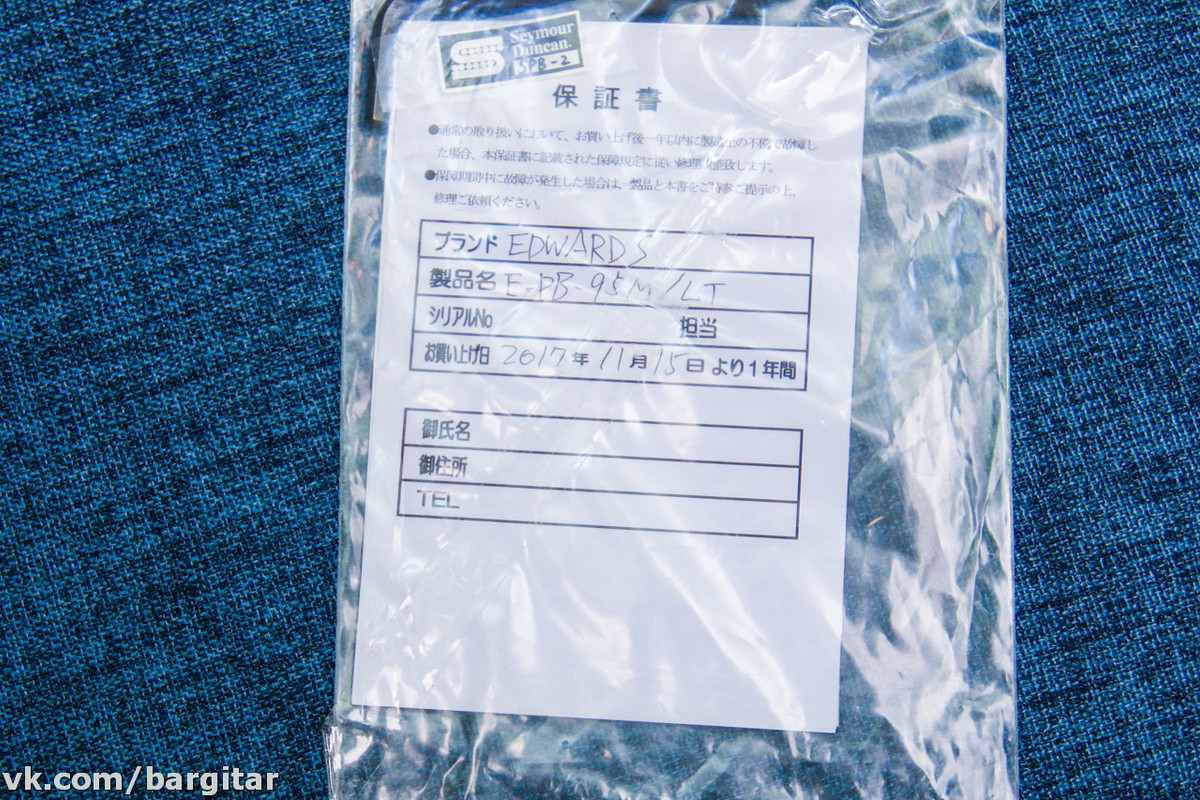 Seymour
Duncan.
SPB-2
保証書
●通常の取り扱いにおいて、お買い上げ後一年以内に製造上の不備で故障し
た場合、本保証書に記載された保障規定に従い修理致します。
●保障期間中に故障が発生した場合は、製品と本書をご持参ご提示の上、
修理ご依頼ください。
ブランド EDWARDS
製品名 E-PB-95M/LT
シリアルNo 担当
お買い上げ日 2017年11月15日より1年間
御氏名
御住所
TEL
vk.com/bargitar